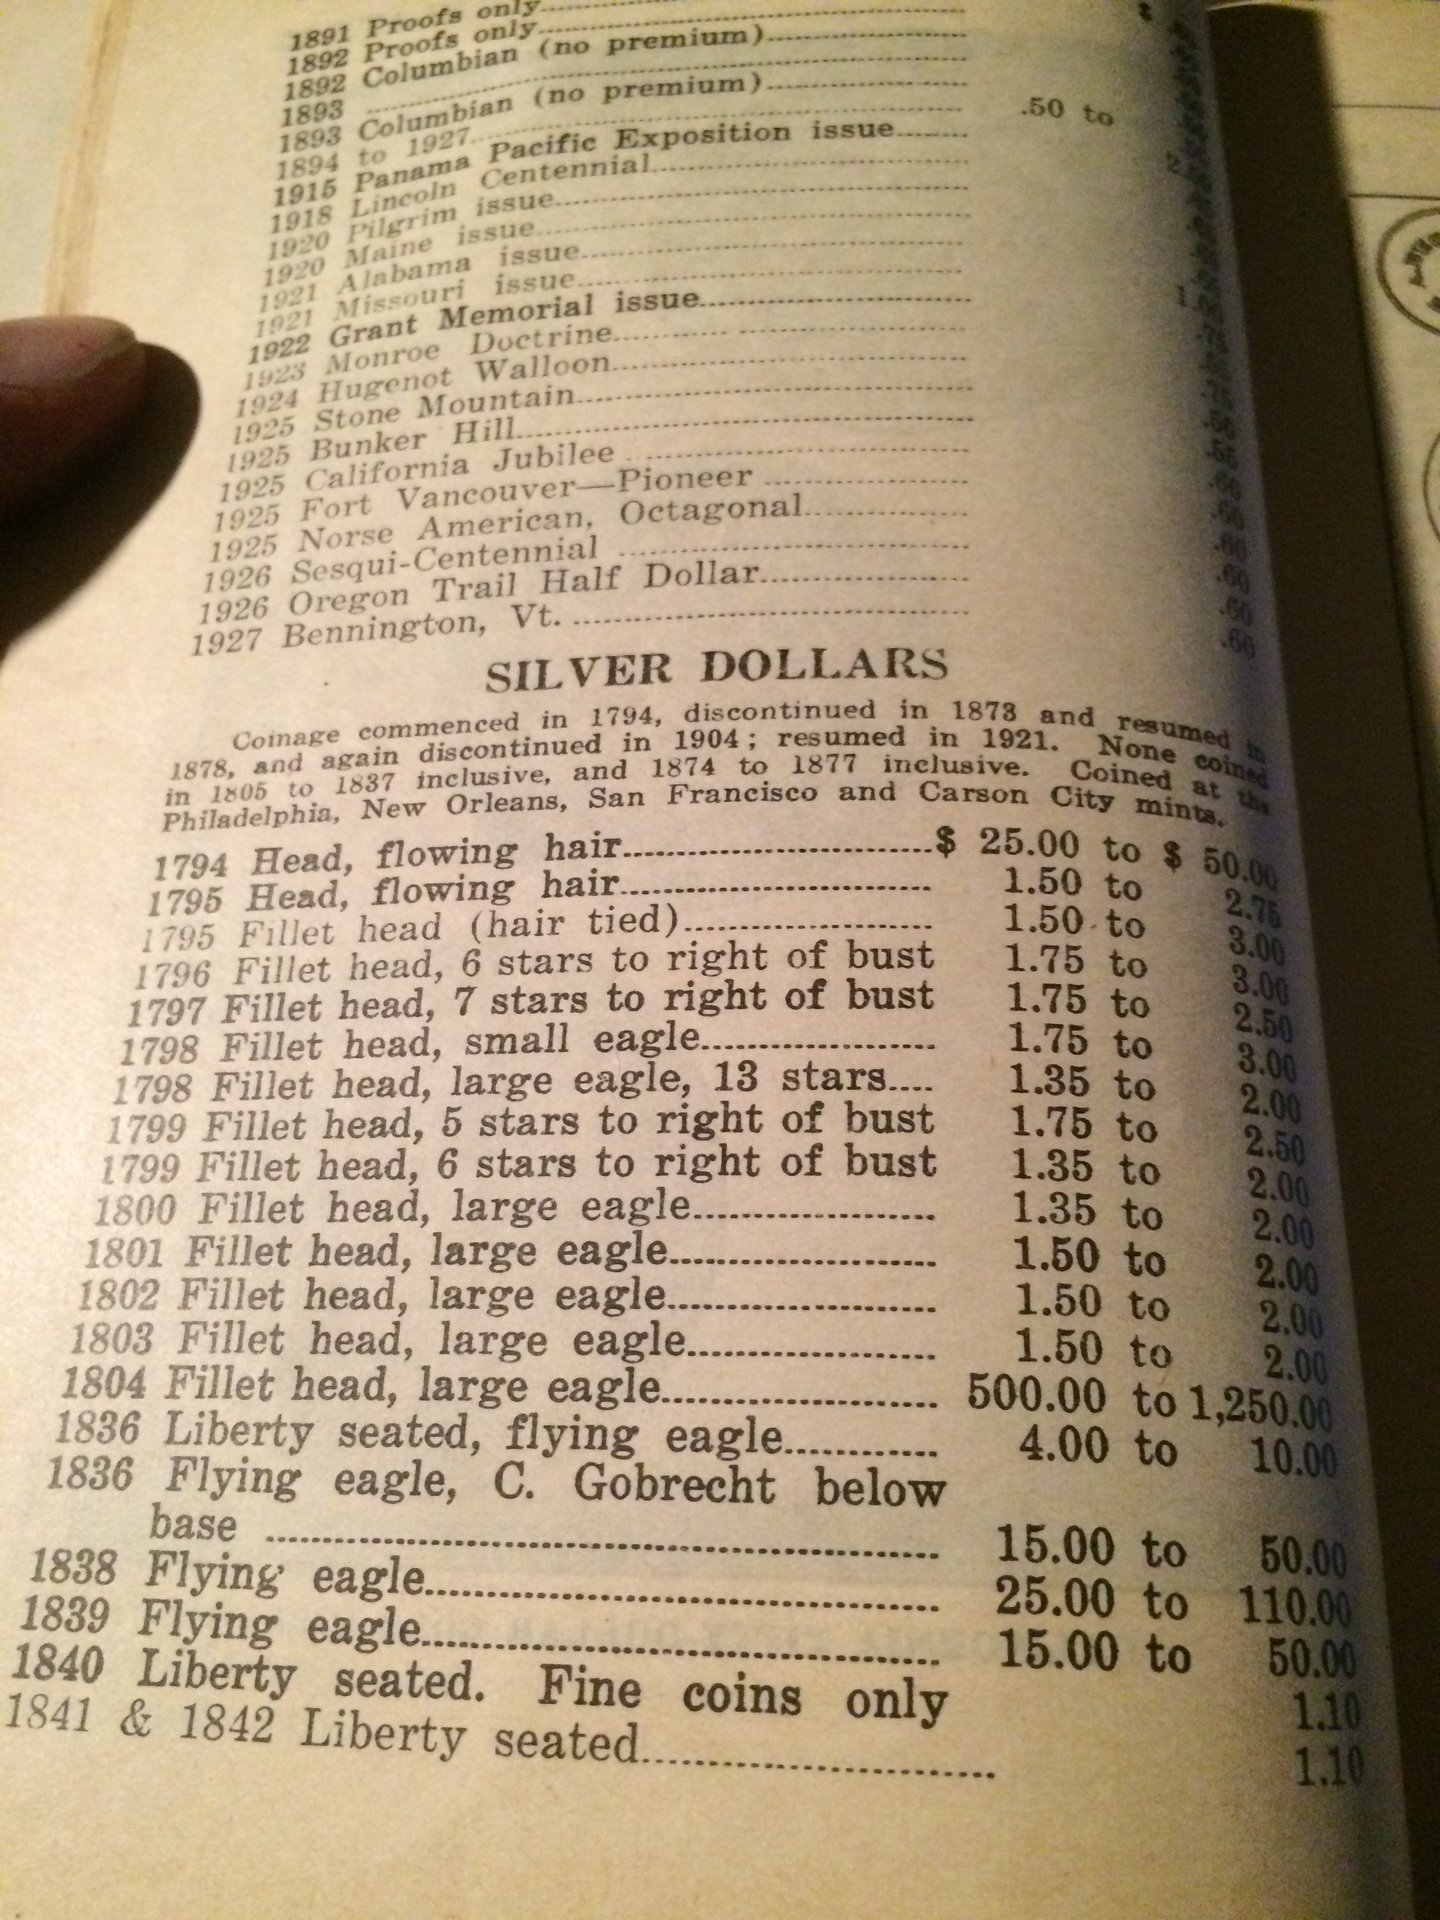 1891 Proofs only
1892 Proofs only
1892 Columbian (no premium)
1893
1893 Columbian (no premium)
1894 to 1927 .50 to
1915 Panama Pacific Exposition issue
1918 Lincoln Centennial
1920 Pilgrim issue
1920 Maine issue
1921 Alabama issue
1921 Missouri issue
1922 Grant Memorial issue
1923 Monroe Doctrine
1924 Hugenot Walloon
1925 Stone Mountain
1925 Bunker Hill
1925 California Jubilee
1925 Fort Vancouver—Pioneer
1925 Norse American, Octagonal
1926 Sesqui-Centennial .60
1926 Oregon Trail Half Dollar .60
1927 Bennington, Vt. .60
SILVER DOLLARS
Coinage commenced in 1794, discontinued in 1873 and resumed in
1878, and again discontinued in 1904; resumed in 1921. None coined
in 1805 to 1837 inclusive, and 1874 to 1877 inclusive. Coined at the
Philadelphia, New Orleans, San Francisco and Carson City mints.
1794 Head, flowing hair $ 25.00 to $ 50.00
1795 Head, flowing hair 1.50 to 2.75
1795 Fillet head (hair tied) 1.50 to 3.00
1796 Fillet head, 6 stars to right of bust 1.75 to 3.00
1797 Fillet head, 7 stars to right of bust 1.75 to 2.50
1798 Fillet head, small eagle 1.75 to 3.00
1798 Fillet head, large eagle, 13 stars 1.35 to 2.00
1799 Fillet head, 5 stars to right of bust 1.75 to 2.50
1799 Fillet head, 6 stars to right of bust 1.35 to 2.00
1800 Fillet head, large eagle 1.35 to 2.00
1801 Fillet head, large eagle 1.50 to 2.00
1802 Fillet head, large eagle 1.50 to 2.00
1803 Fillet head, large eagle 1.50 to 2.00
1804 Fillet head, large eagle 500.00 to 1,250.00
1836 Liberty seated, flying eagle 4.00 to 10.00
1836 Flying eagle, C. Gobrecht below
base 15.00 to 50.00
1838 Flying eagle 25.00 to 110.00
1839 Flying eagle 15.00 to 50.00
1840 Liberty seated. Fine coins only 1.10
1841 & 1842 Liberty seated 1.10